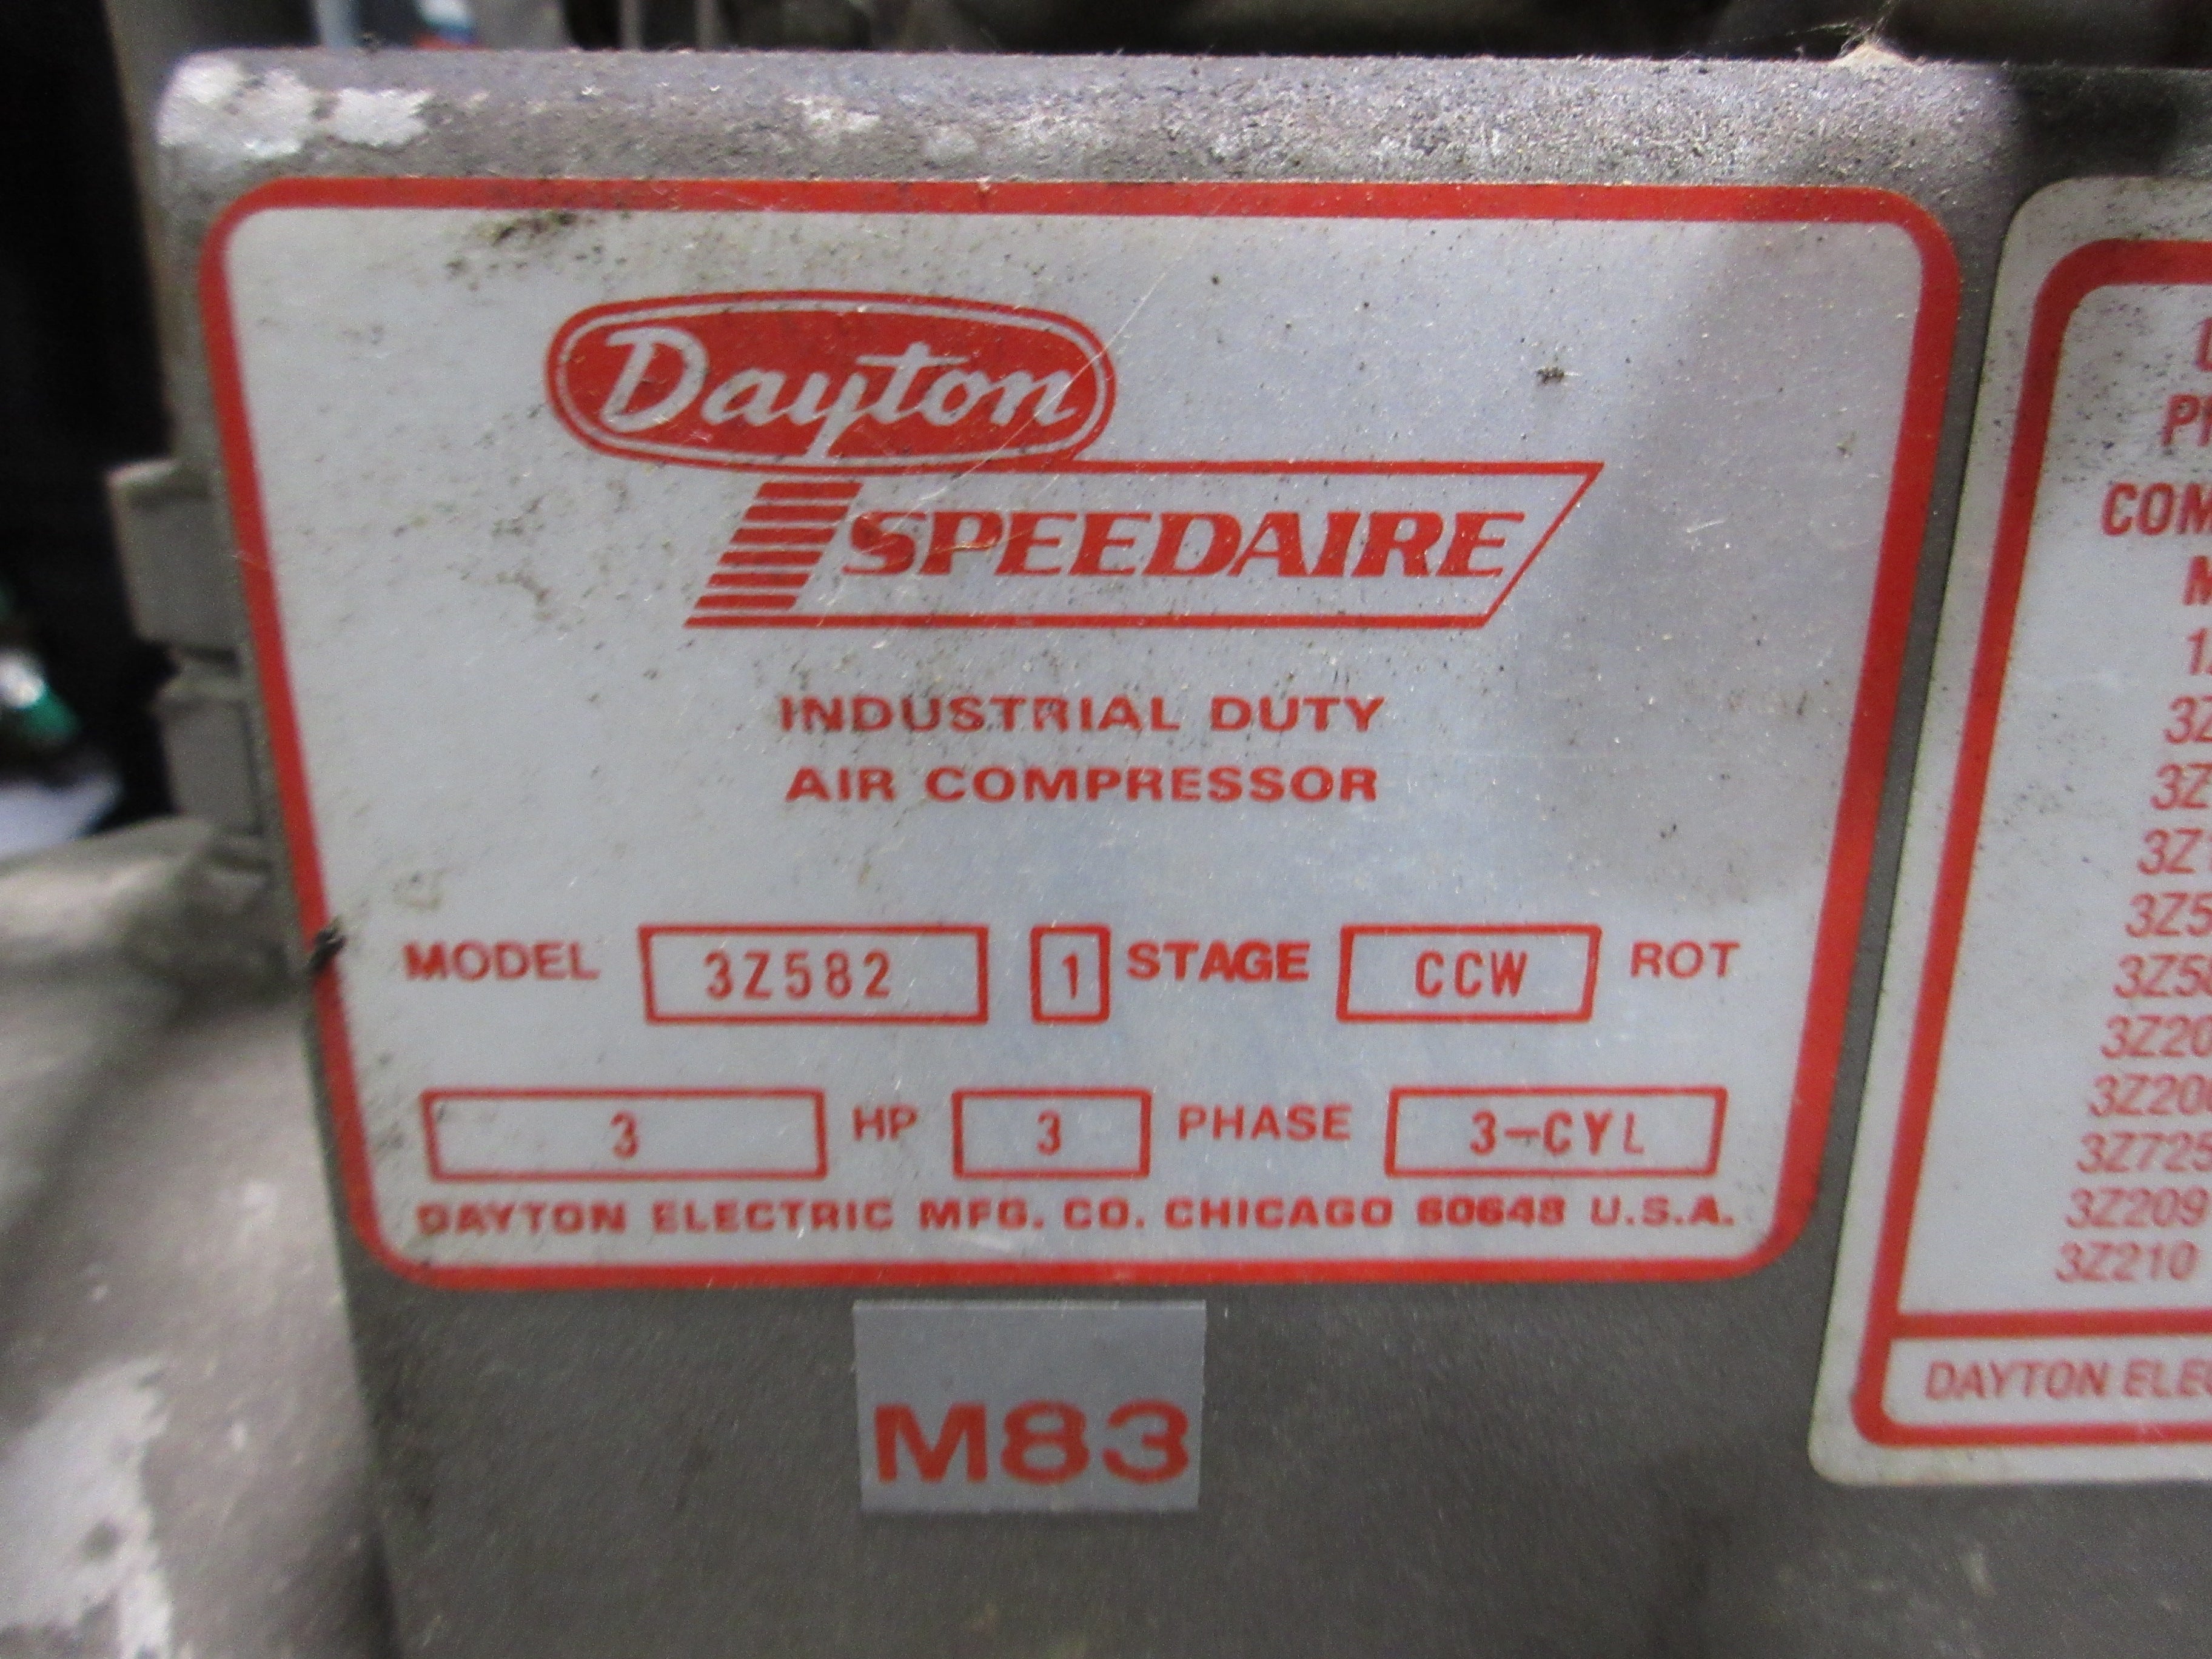 Dayton
SPEEDAIRE
INDUSTRIAL DUTY
AIR COMPRESSOR
MODEL 3Z582 1 STAGE CCW ROT
3 HP 3 PHASE 3-CYL
DAYTON ELECTRIC MFG. CO. CHICAGO 60648 U.S.A.
M83
3Z725
3Z209
3Z210
DAYTON